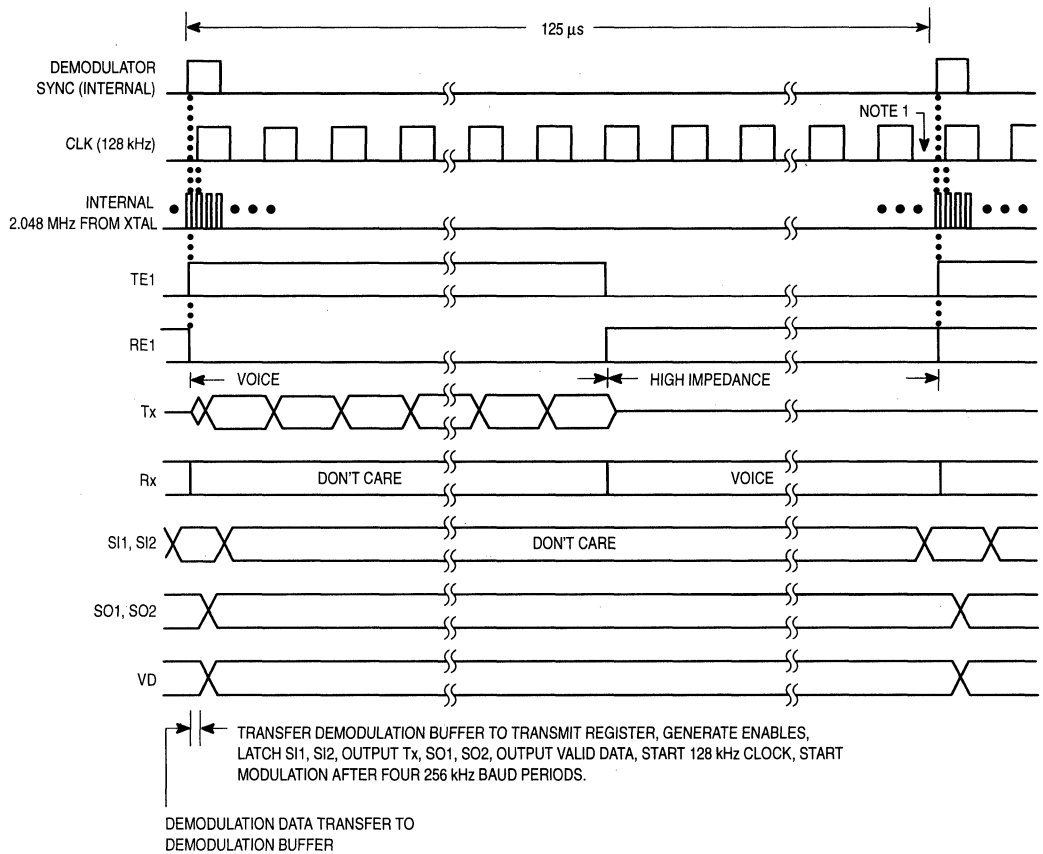 125 μs
DEMODULATOR
SYNC (INTERNAL)
NOTE 1
CLK (128 kHz)
INTERNAL
2.048 MHz FROM XTAL
TE1
RE1
VOICE
HIGH IMPEDANCE
Tx
Rx
DON'T CARE
VOICE
SI1, SI2
DON'T CARE
SO1, SO2
VD
TRANSFER DEMODULATION BUFFER TO TRANSMIT REGISTER, GENERATE ENABLES,
LATCH SI1, SI2, OUTPUT Tx, SO1, SO2, OUTPUT VALID DATA, START 128 kHz CLOCK, START
MODULATION AFTER FOUR 256 kHz BAUD PERIODS.
DEMODULATION DATA TRANSFER TO
DEMODULATION BUFFER